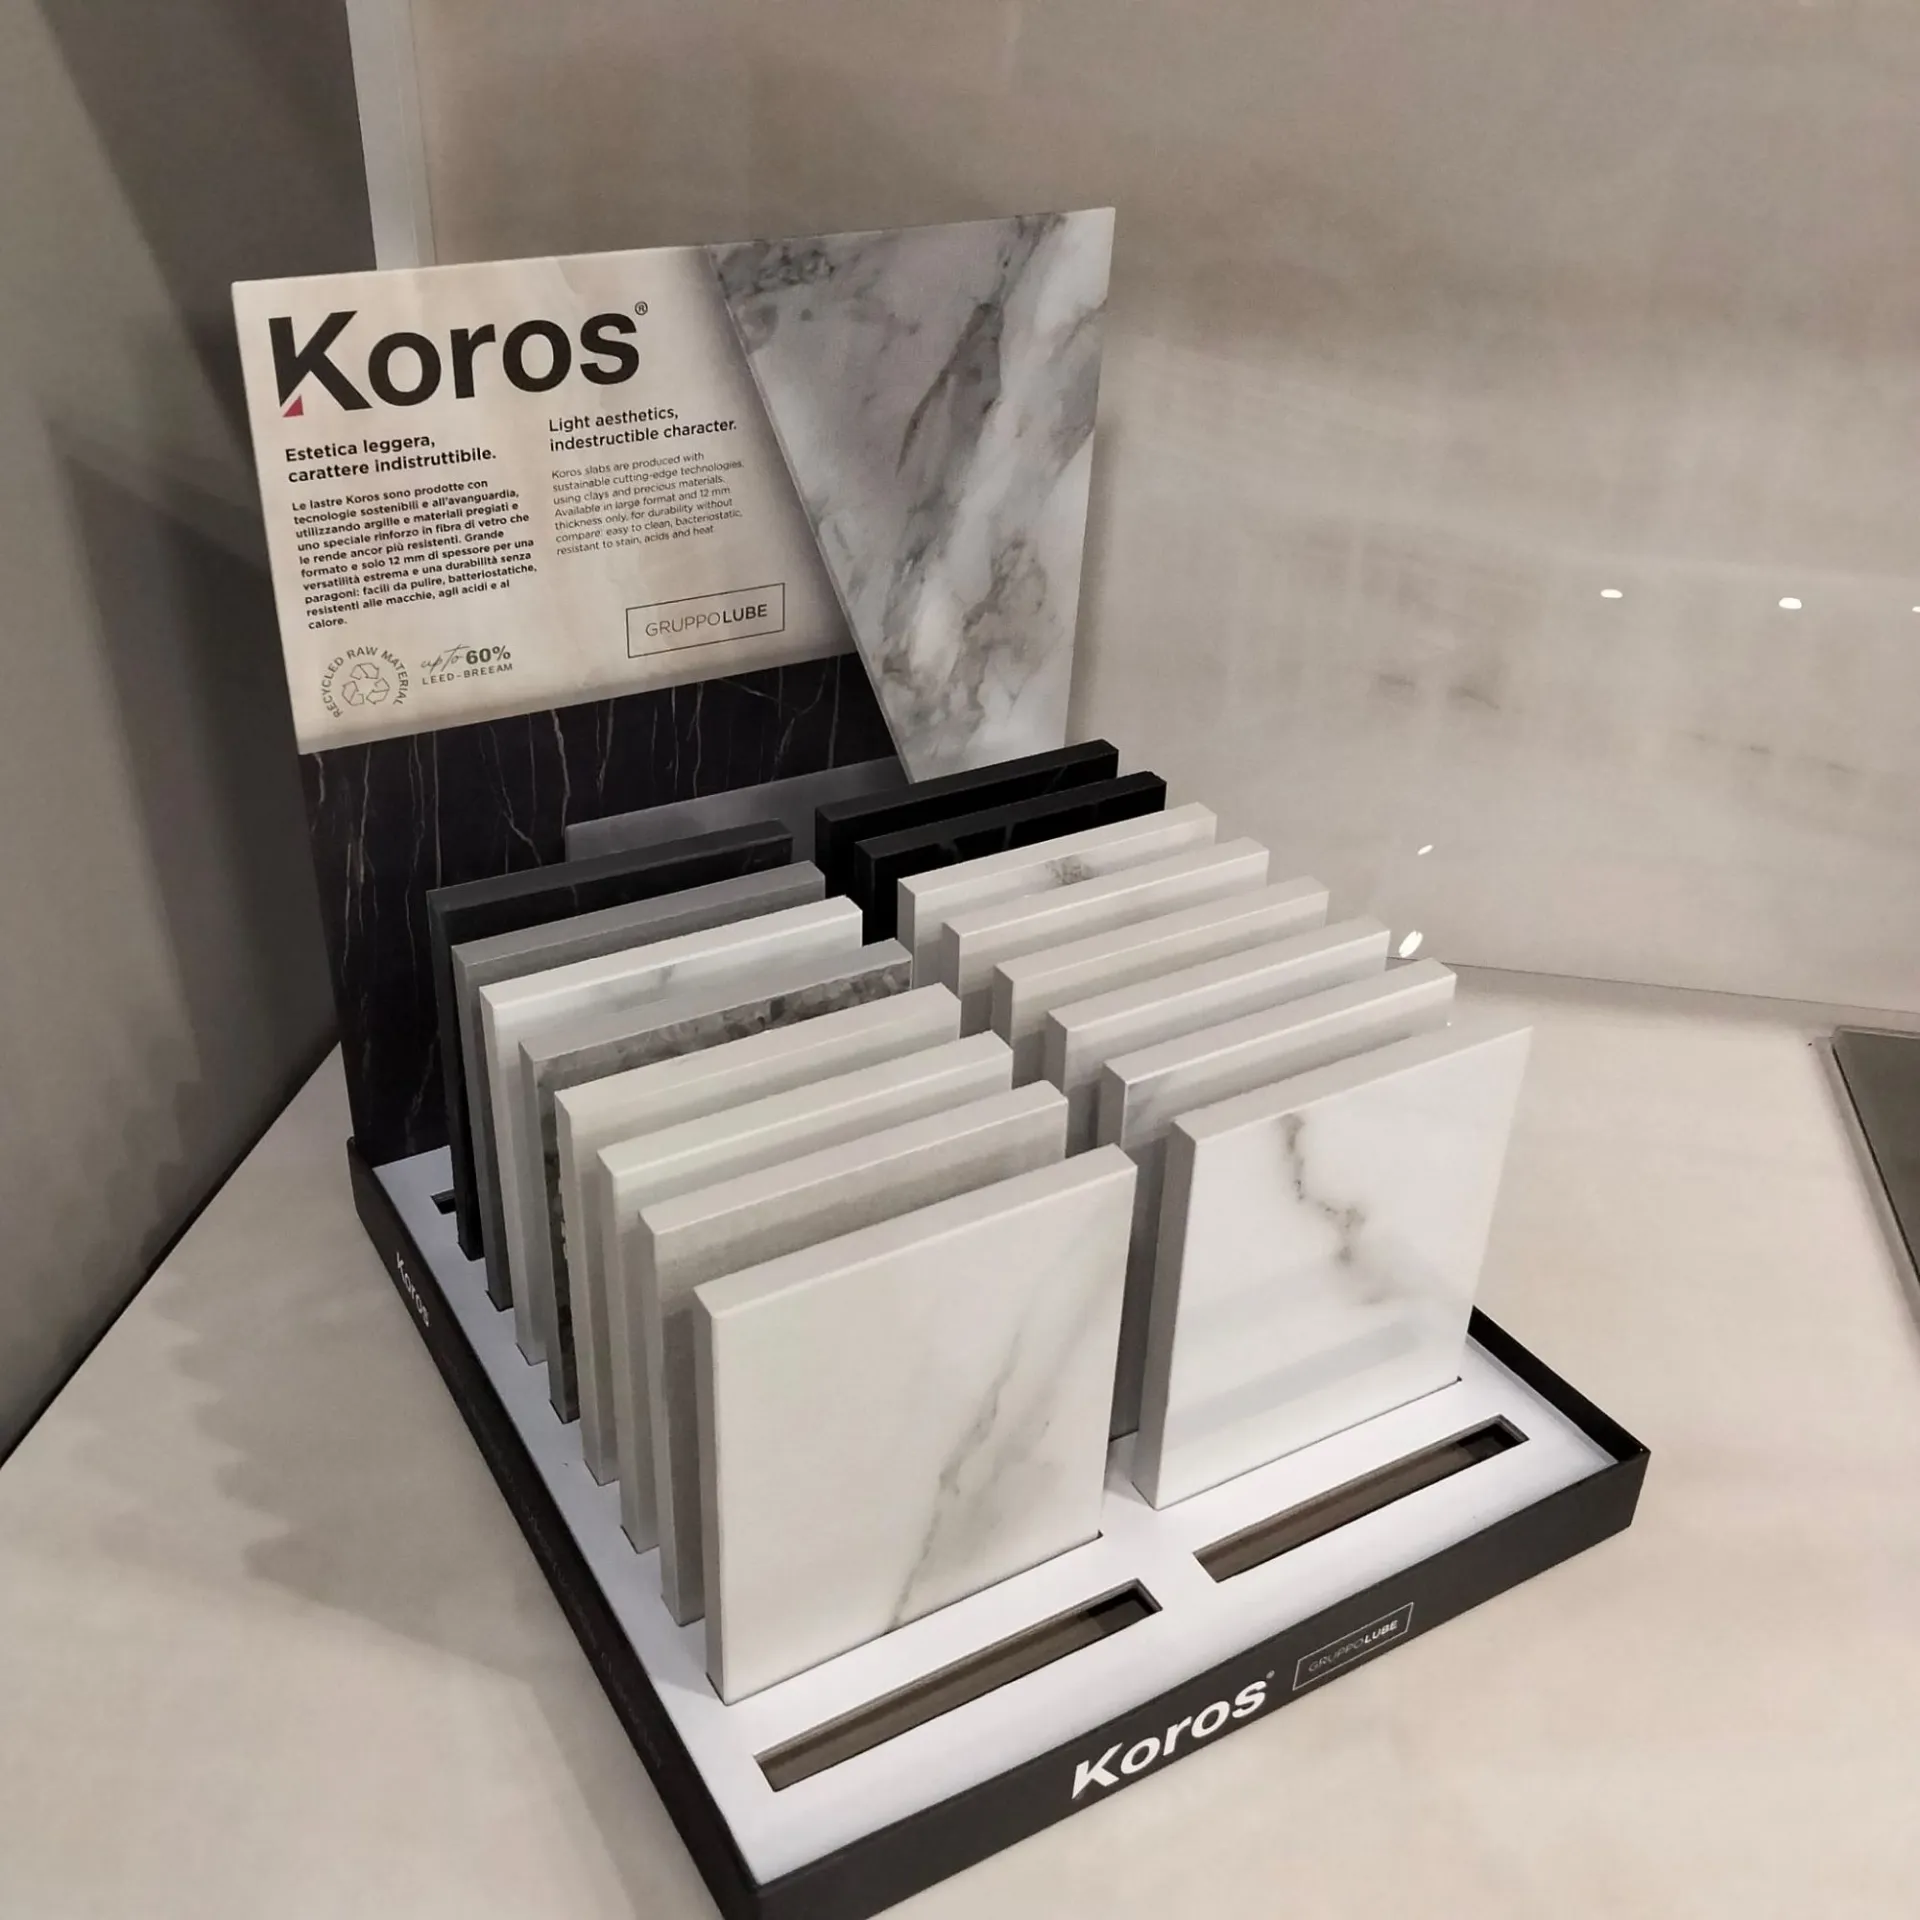 Koros®
Estetica leggera,
carattere indistruttibile.
Le lastre Koros sono prodotte con
tecnologie sostenibili e all'avanguardia,
utilizzando argille e materiali pregiati e
uno speciale rinforzo in fibra di vetro che
le rende ancor più resistenti. Grande
formato e solo 12 mm di spessore per una
versatilità estrema e una durabilità senza
paragoni: facili da pulire, batteriostatiche,
resistenti alle macchie, agli acidi e al
calore.
Light aesthetics,
indestructible character.
Koros slabs are produced with
sustainable cutting-edge technologies,
using clays and precious materials.
Available in large format and 12 mm
thickness only, for durability without
compare: easy to clean, bacteriostatic,
resistant to stain, acids and heat.
RECYCLED RAW MATERIAL
up to 60%
LEED-BREEAM
GRUPPOLUBE
Koros
Koros®
GRUPPOLUBE